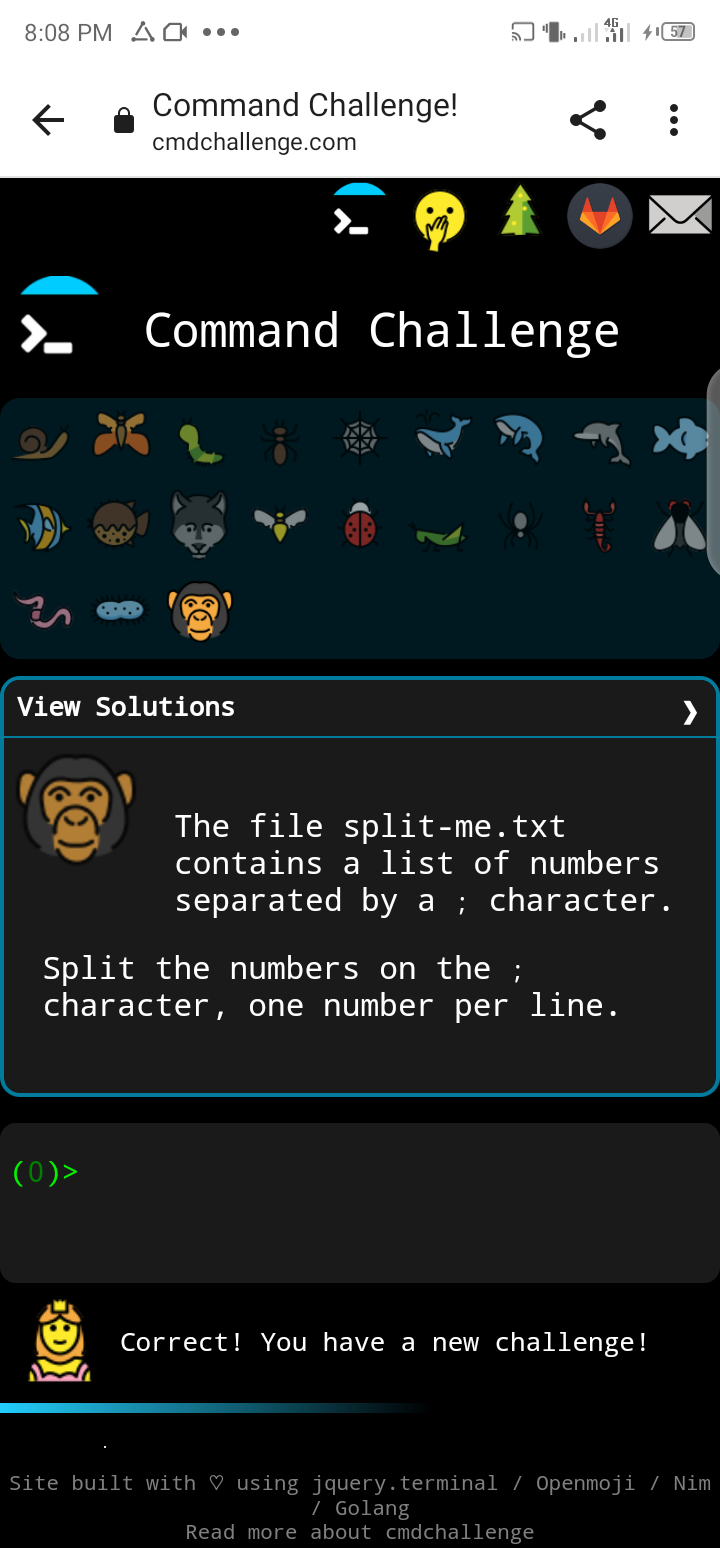 8:08 PM
4G
57
Command Challenge!
cmdchallenge.com
Command Challenge
View Solutions ❯
The file split-me.txt
contains a list of numbers
separated by a ; character.
Split the numbers on the ;
character, one number per line.
(0)>
Correct! You have a new challenge!
Site built with ♡ using jquery.terminal / Openmoji / Nim
/ Golang
Read more about cmdchallenge